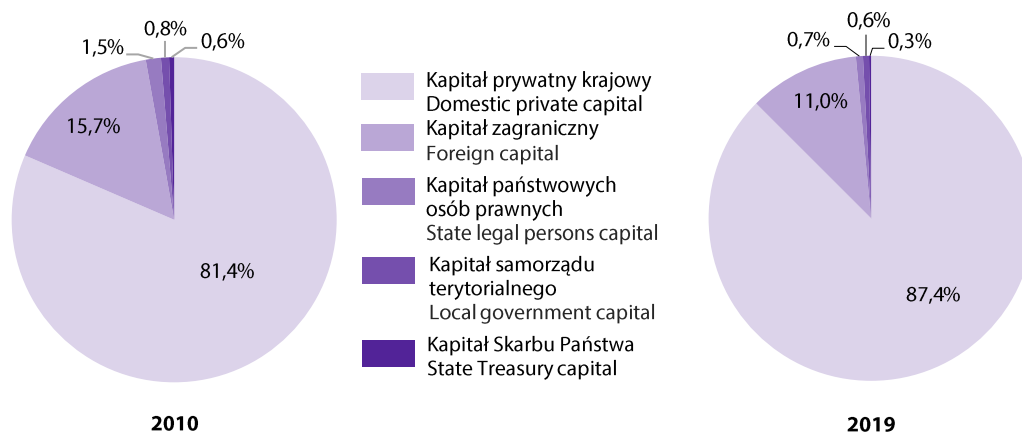 0,8%
1,5%
0,6%
15,7%
81,4%
2010
Kapitał prywatny krajowy
Domestic private capital
Kapitał zagraniczny
Foreign capital
Kapitał państwowych
osób prawnych
State legal persons capital
Kapitał samorządu
terytorialnego
Local government capital
Kapitał Skarbu Państwa
State Treasury capital
0,6%
0,7%
0,3%
11,0%
87,4%
2019